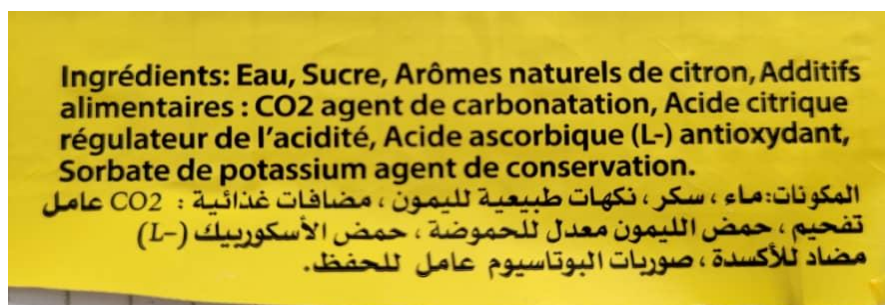 Ingrédients: Eau, Sucre, Arômes naturels de citron, Additifs
alimentaires : CO2 agent de carbonatation, Acide citrique
régulateur de l'acidité, Acide ascorbique (L-) antioxydant,
Sorbate de potassium agent de conservation.
المكونات: ماء ، سكر ، نكهات طبيعية لليمون ، مضافات غذائية : CO2 عامل
تفحيم ، حمض الليمون معدل للحموضة ، حمض الأسكوربيك (L-)
مضاد للأكسدة ، صوربات البوتاسيوم عامل للحفظ.